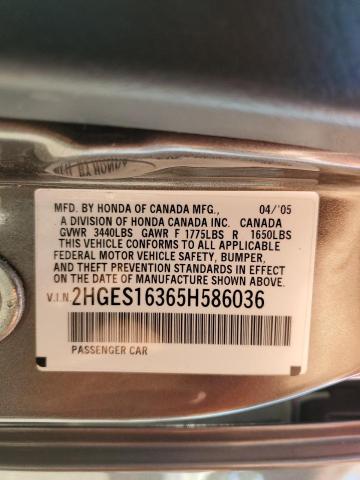 MFD. BY HONDA OF CANADA MFG., 04/'05
A DIVISION OF HONDA CANADA INC. CANADA
GVWR 3440LBS GAWR F 1775LBS R 1650LBS
THIS VEHICLE CONFORMS TO ALL APPLICABLE
FEDERAL MOTOR VEHICLE SAFETY, BUMPER,
AND THEFT PREVENTION STANDARDS IN EFFECT
ON THE DATE OF MANUFACTURE SHOWN ABOVE.
V.I.N. 2HGES16365H586036
PASSENGER CAR